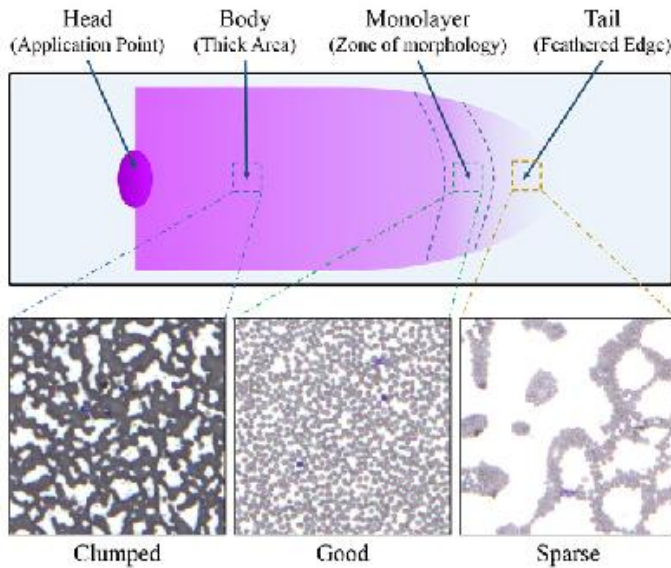 Head Body Monolayer Tail
(Application Point) (Thick Area) (Zone of morphology) (Feathered Edge)
Clumped Good Sparse